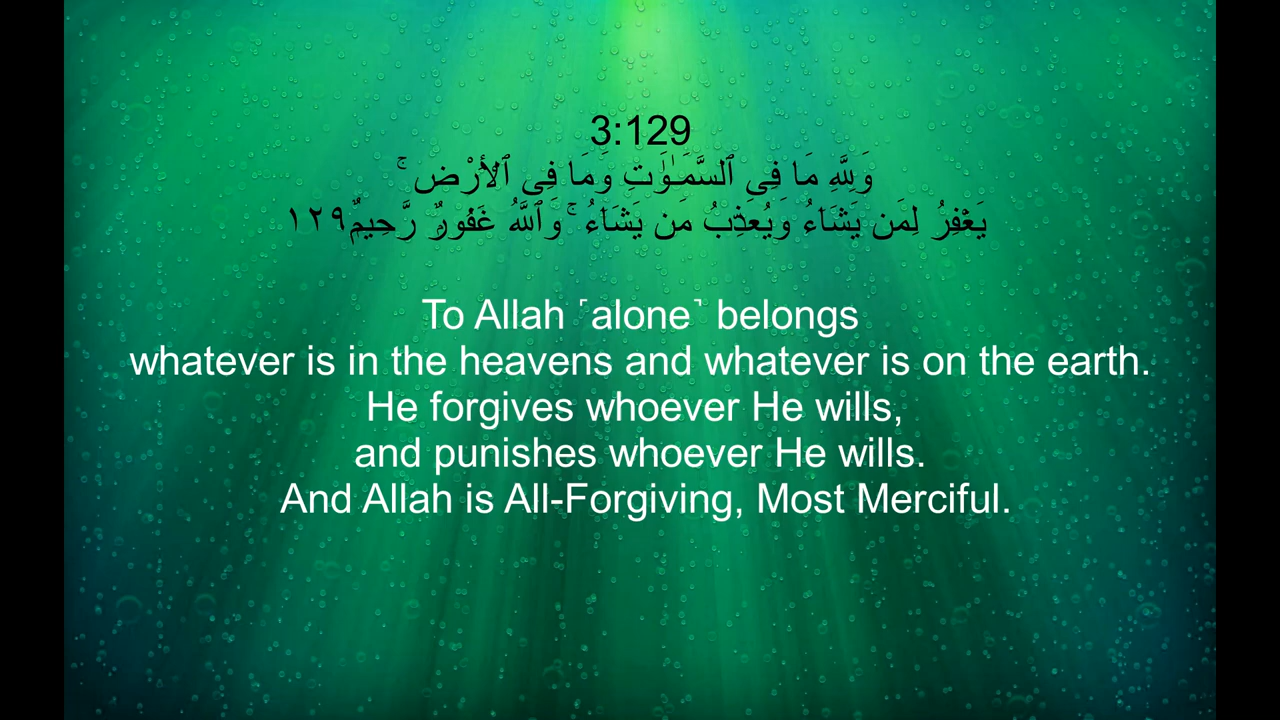 3:129
وَلِلَّهِ مَا فِى ٱلسَّمَـٰوَٰتِ وَمَا فِى ٱلْأَرْضِ ۚ
يَغْفِرُ لِمَن يَشَآءُ وَيُعَذِّبُ مَن يَشَآءُ ۚ وَٱللَّهُ غَفُورٌ رَّحِيمٌ١٢٩
To Allah ˹alone˺ belongs
whatever is in the heavens and whatever is on the earth.
He forgives whoever He wills,
and punishes whoever He wills.
And Allah is All-Forgiving, Most Merciful.